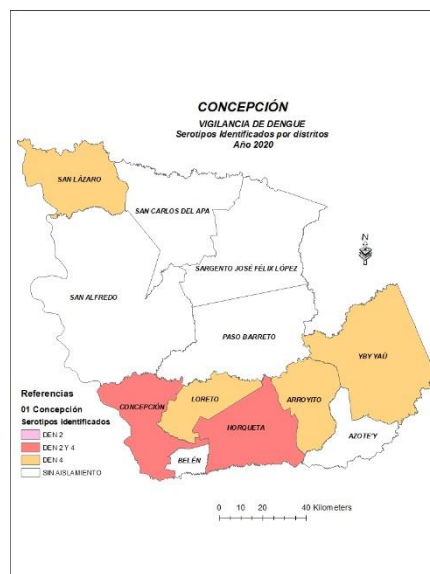 CONCEPCIÓN
VIGILANCIA DE DENGUE
Serotipos Identificados por distritos
Año 2020
SAN LÁZARO
SAN CARLOS DEL APA
N
SARGENTO JOSÉ FÉLIX LÓPEZ
SAN ALFREDO
PASO BARRETO
YBY YAÚ
Referencias
01 Concepción
Serotipos Identificados
DEN 2
DEN 2 Y 4
DEN 4
SIN AISLAMIENTO
CONCEPCIÓN
LORETO
ARROYITO
HORQUETA
AZOTE'Y
BELÉN
0 10 20 40 Kilometers